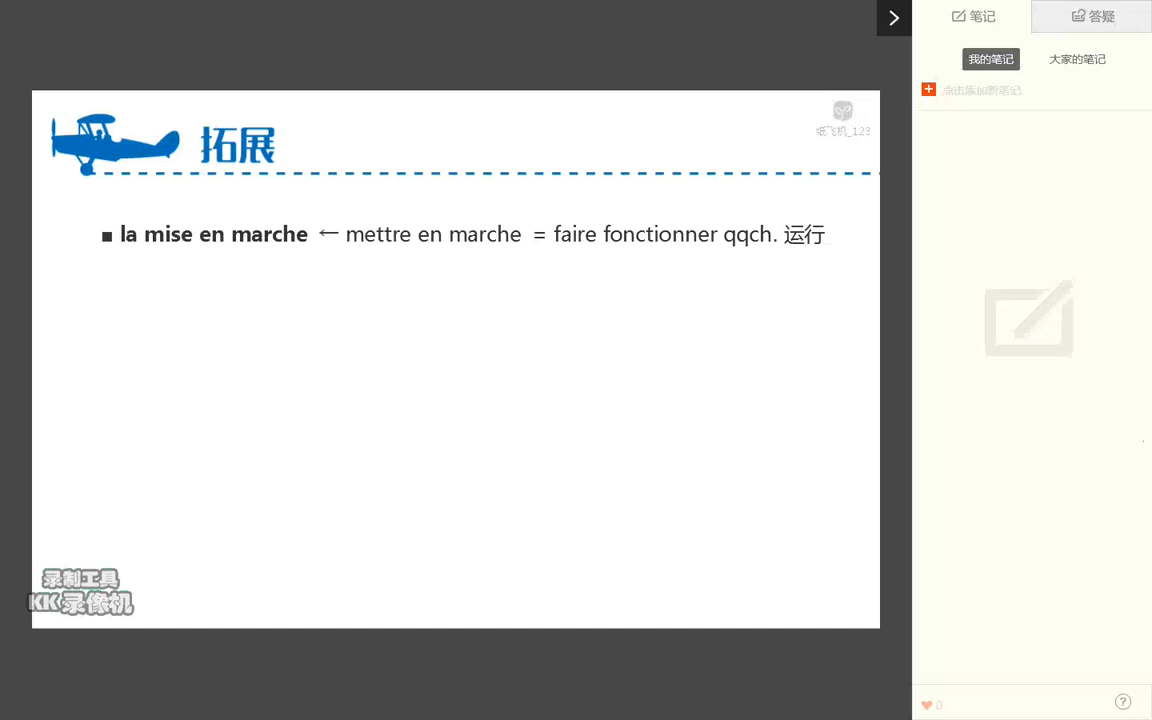 笔记
答疑
我的笔记
大家的笔记
点击添加新笔记
拓展
纸飞机_123
■ la mise en marche ← mettre en marche = faire fonctionner qqch. 运行
录制工具
KK录像机
0
?